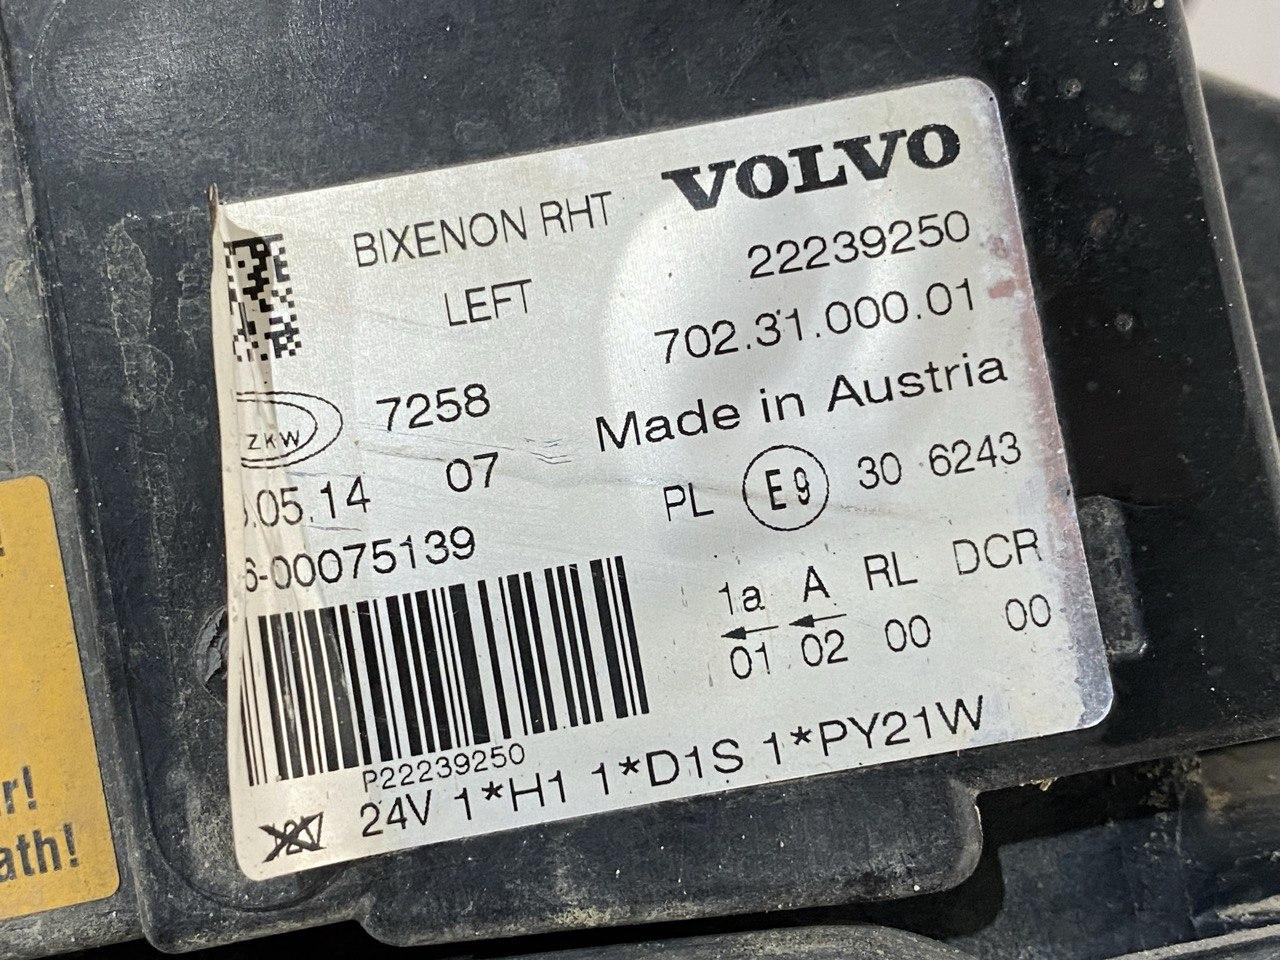 VOLVO
BIXENON RHT
22239250
LEFT
702.31.000.01
ZKW
7258
Made in Austria
.05.14
07
PL E9 30 6243
6-00075139
1a A RL DCR
01 02 00 00
P22239250
24V 1*H1 1*D1S 1*PY21W
!
r!
ath!